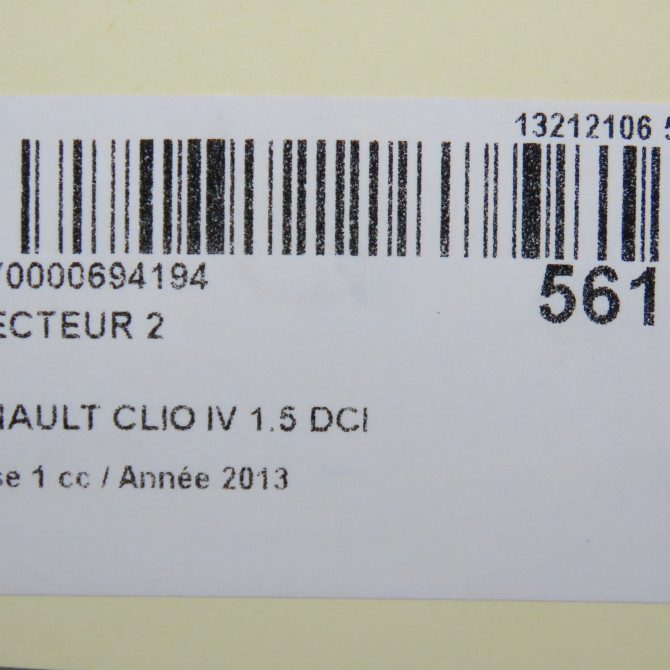 13212106 5
70000694194
561
ECTEUR 2
NAULT CLIO IV 1.5 DCI
se 1 cc / Année 2013